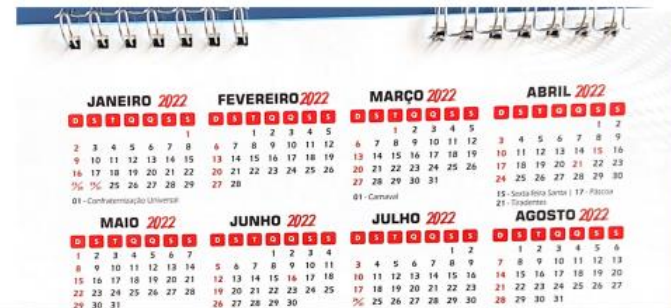 JANEIRO 2022
D S T Q Q S S
1
2 3 4 5 6 7 8
9 10 11 12 13 14 15
16 17 18 19 20 21 22
23/30 24/31 25 26 27 28 29
01 - Confraternização Universal
FEVEREIRO 2022
D S T Q Q S S
1 2 3 4 5
6 7 8 9 10 11 12
13 14 15 16 17 18 19
20 21 22 23 24 25 26
27 28
MARÇO 2022
D S T Q Q S S
1 2 3 4 5
6 7 8 9 10 11 12
13 14 15 16 17 18 19
20 21 22 23 24 25 26
27 28 29 30 31
01 - Carnaval
ABRIL 2022
D S T Q Q S S
1 2
3 4 5 6 7 8 9
10 11 12 13 14 15 16
17 18 19 20 21 22 23
24 25 26 27 28 29 30
15 - Sexta-feira Santa | 17 - Páscoa
21 - Tiradentes
MAIO 2022
D S T Q Q S S
1 2 3 4 5 6 7
8 9 10 11 12 13 14
15 16 17 18 19 20 21
22 23 24 25 26 27 28
29 30 31
JUNHO 2022
D S T Q Q S S
1 2 3 4
5 6 7 8 9 10 11
12 13 14 15 16 17 18
19 20 21 22 23 24 25
26 27 28 29 30
JULHO 2022
D S T Q Q S S
1 2
3 4 5 6 7 8 9
10 11 12 13 14 15 16
17 18 19 20 21 22 23
25 26 27 28 29 30
AGOSTO 2022
D S T Q Q S S
1 2 3 4 5 6
7 8 9 10 11 12 13
14 15 16 17 18 19 20
21 22 23 24 25 26 27
28 29 30 31